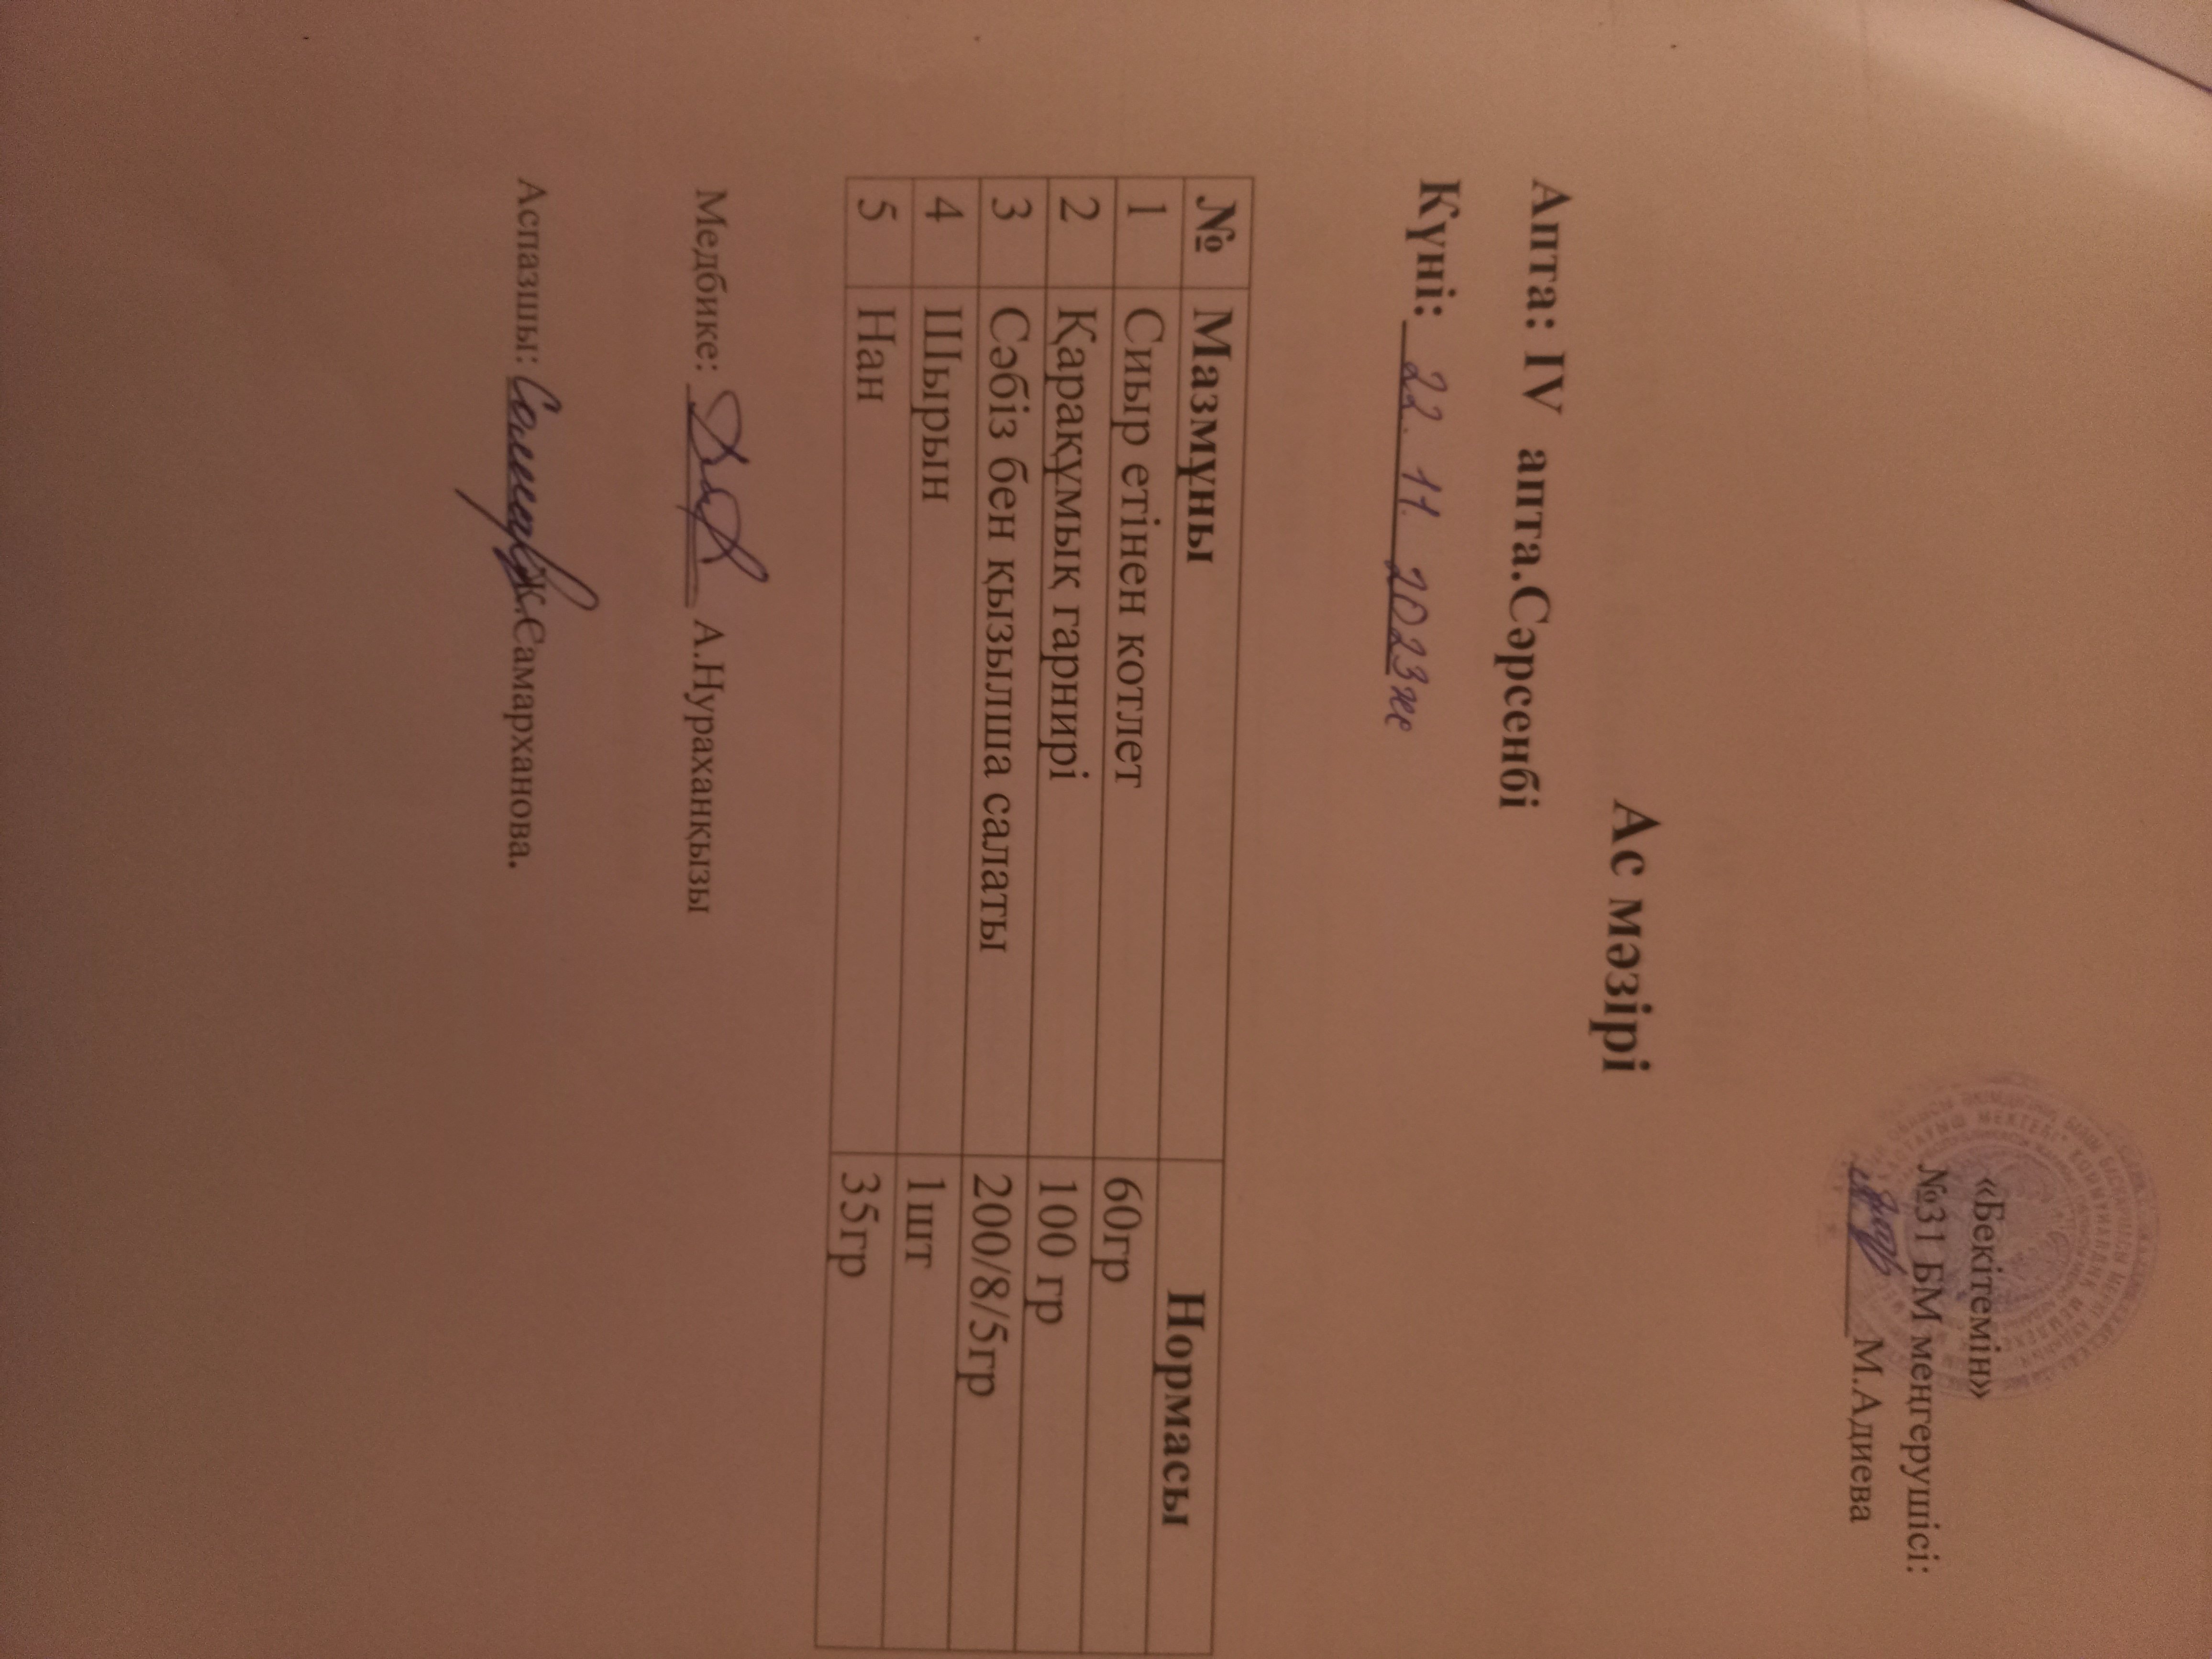 «Бекітемін»
№31 БМ меңгерушісі:
М.Адиева
Ас мәзірі
Апта: IV апта.Сәрсенбі
Күні: 22. 11. 2023ж
№ Мазмұны Нормасы
1 Сиыр етінен котлет 60гр
2 Қарақұмық гарнирі 100 гр
3 Сәбіз бен қызылша салаты 200/8/5гр
4 Шырын 1шт
5 Нан 35гр
Медбике: А.Нураханқызы
Аспазшы: Ж.Самарханова.